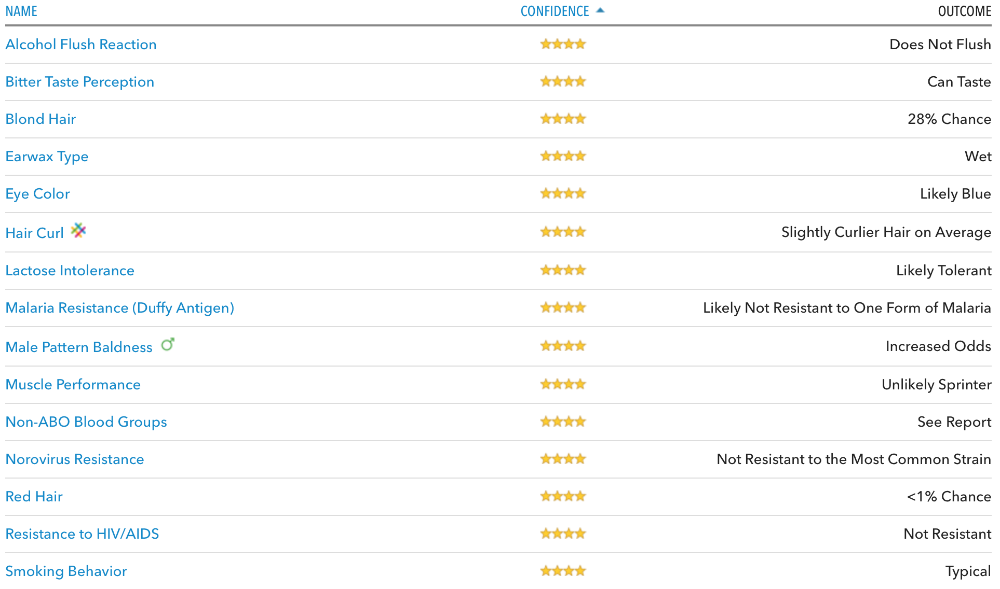 NAME CONFIDENCE OUTCOME
Alcohol Flush Reaction Does Not Flush
Bitter Taste Perception Can Taste
Blond Hair 28% Chance
Earwax Type Wet
Eye Color Likely Blue
Hair Curl Slightly Curlier Hair on Average
Lactose Intolerance Likely Tolerant
Malaria Resistance (Duffy Antigen) Likely Not Resistant to One Form of Malaria
Male Pattern Baldness Increased Odds
Muscle Performance Unlikely Sprinter
Non-ABO Blood Groups See Report
Norovirus Resistance Not Resistant to the Most Common Strain
Red Hair <1% Chance
Resistance to HIV/AIDS Not Resistant
Smoking Behavior Typical